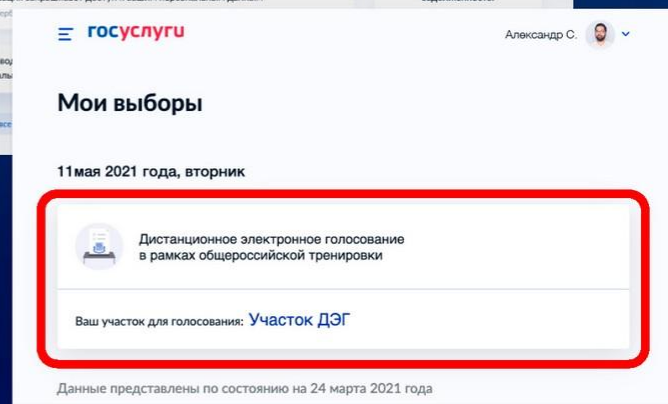 госуслуги
Александр С.
Мои выборы
11мая 2021 года, вторник
Дистанционное электронное голосование
в рамках общероссийской тренировки
Ваш участок для голосования: Участок ДЭГ
Данные представлены по состоянию на 24 марта 2021 года